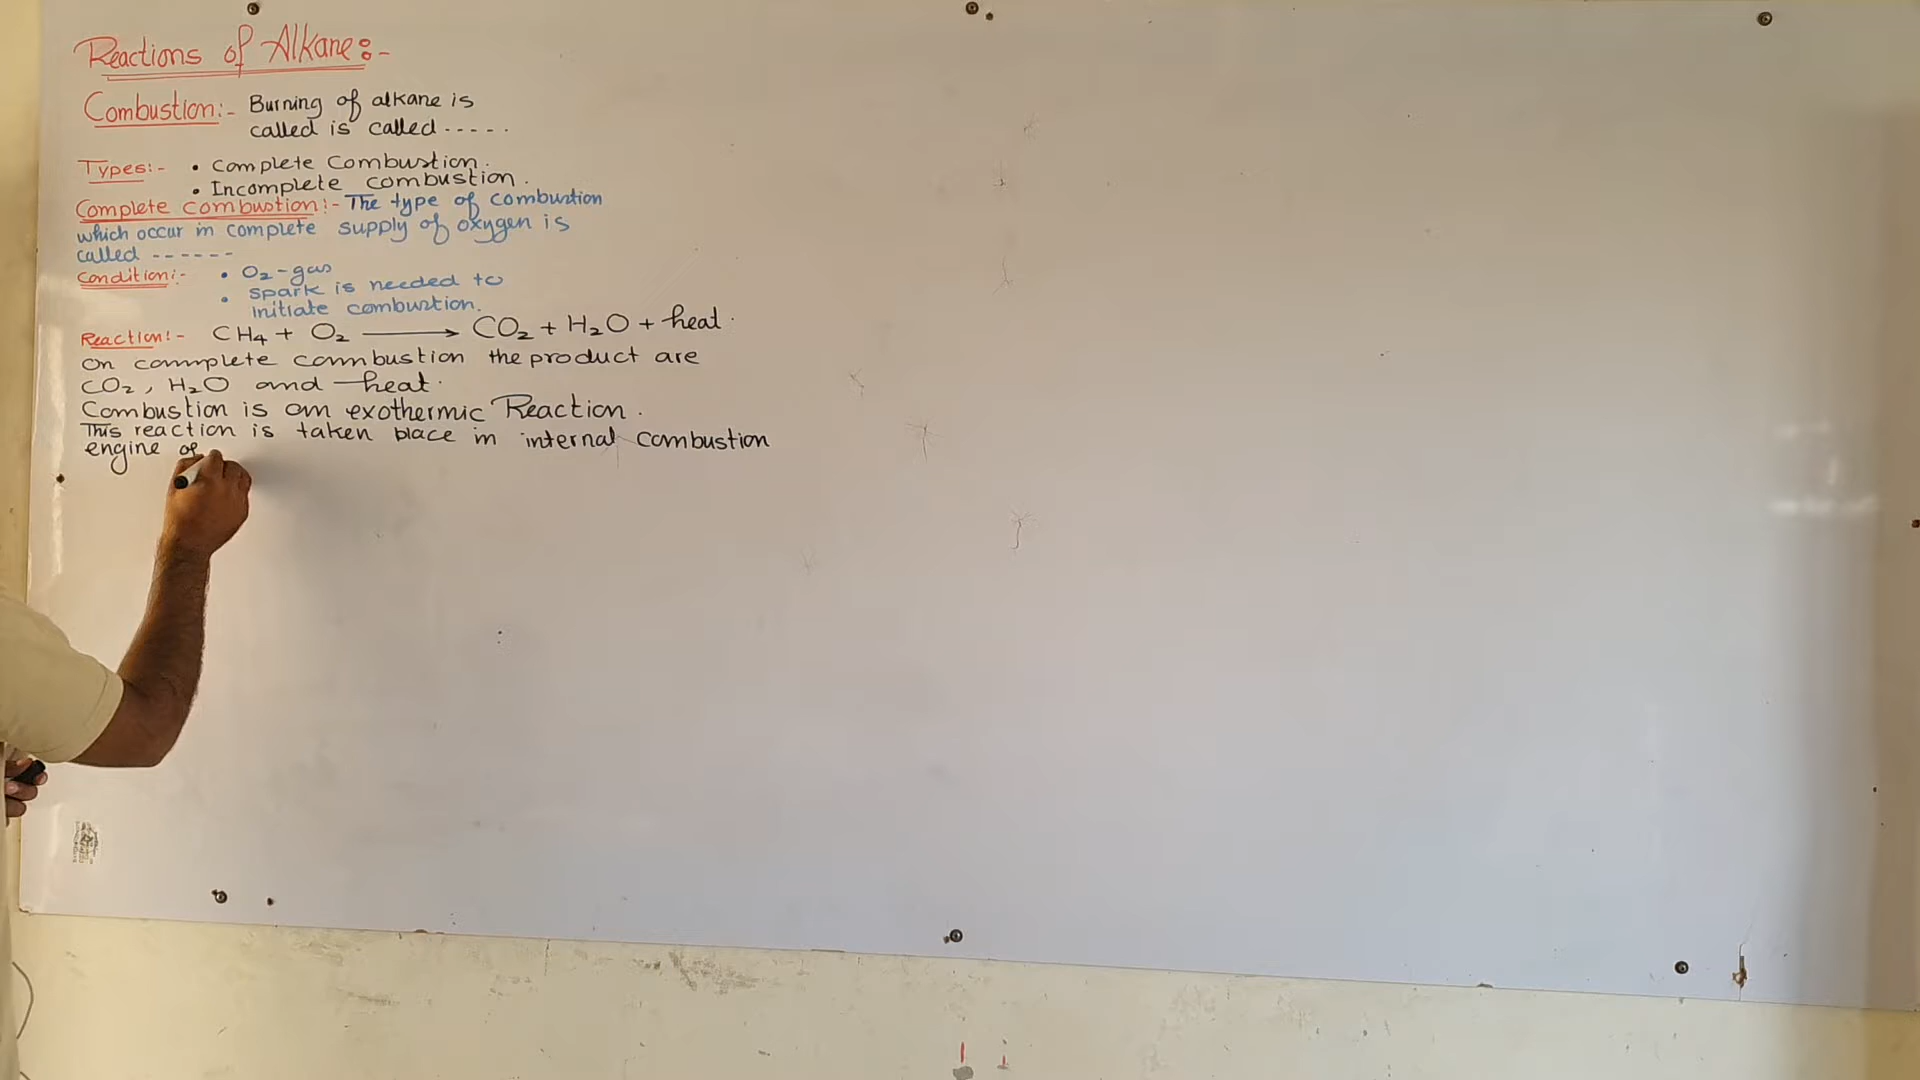 Reactions of Alkane:-
Combustion:- Burning of alkane is
called is called -----
Types:- • Complete Combustion.
• Incomplete combustion.
Complete combustion:- The type of combustion
which occur in complete supply of oxygen is
called ------
Condition:- • O₂-gas
• Spark is needed to
initiate combustion.
Reaction:- CH₄ + O₂ ⟶ CO₂ + H₂O + heat.
On complete combustion the product are
CO₂, H₂O and heat.
Combustion is an exothermic Reaction.
This reaction is taken place in internal combustion
engine of